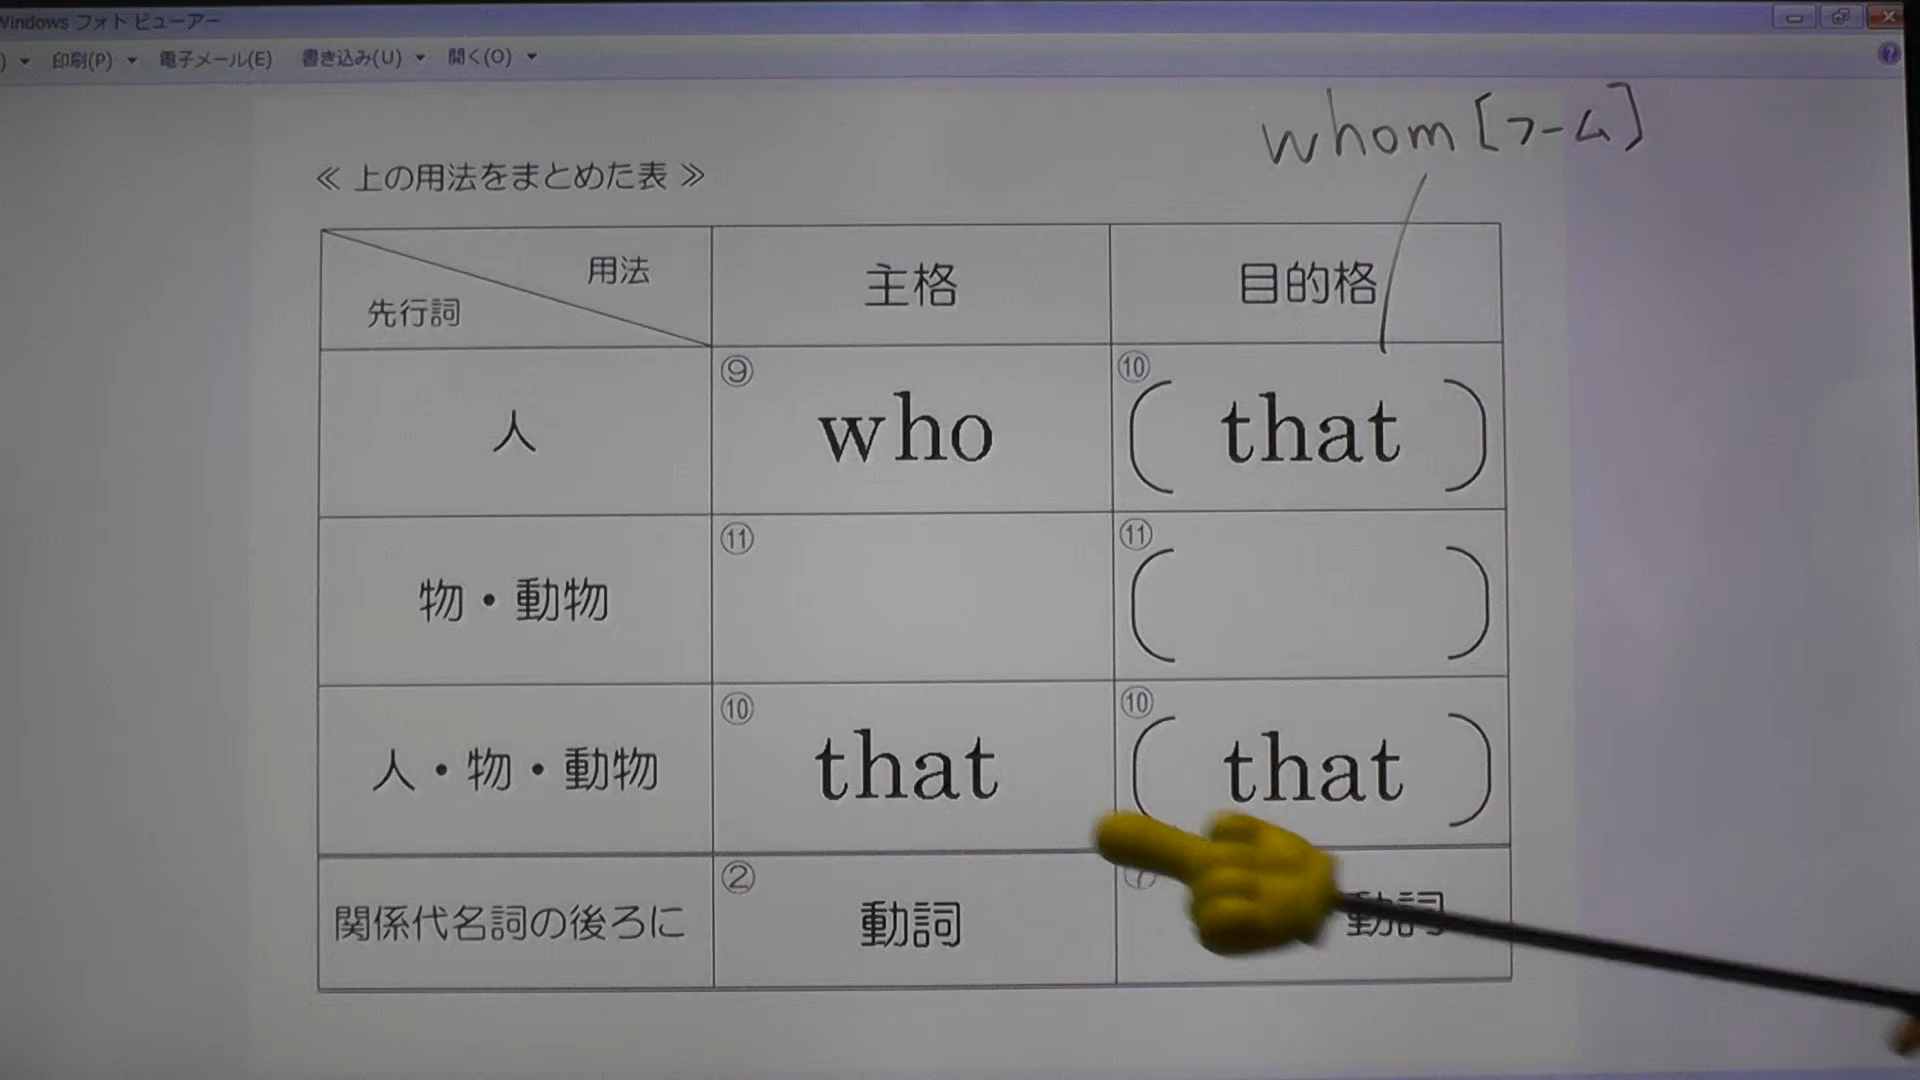 Windows フォト ビューアー
印刷(P) 電子メール(E) 書き込み(U) 開く(O)
whom [フーム]
≪ 上の用法をまとめた表 ≫
用法
先行詞
主格
目的格
人
⑨ who
⑩ ( that )
物・動物
⑪
⑪ ( )
人・物・動物
⑩ that
⑩ ( that )
関係代名詞の後ろに
② 動詞
動詞